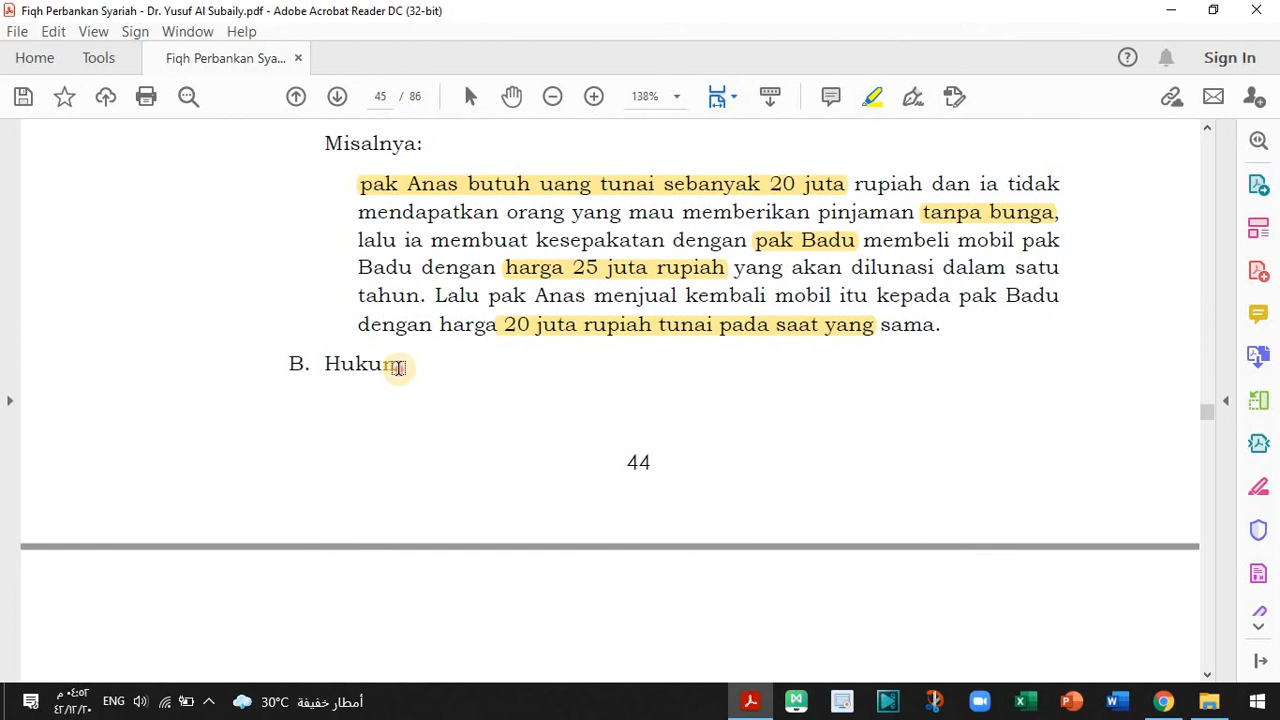 Fiqh Perbankan Syariah - Dr. Yusuf Al Subaily.pdf - Adobe Acrobat Reader DC (32-bit)
File Edit View Sign Window Help
Home Tools Fiqh Perbankan Sya... Sign In
45 / 86 138%
Misalnya:
pak Anas butuh uang tunai sebanyak 20 juta rupiah dan ia tidak
mendapatkan orang yang mau memberikan pinjaman tanpa bunga,
lalu ia membuat kesepakatan dengan pak Badu membeli mobil pak
Badu dengan harga 25 juta rupiah yang akan dilunasi dalam satu
tahun. Lalu pak Anas menjual kembali mobil itu kepada pak Badu
dengan harga 20 juta rupiah tunai pada saat yang sama.
B. Hukum
44
ENG 30°C أمطار خفيفة